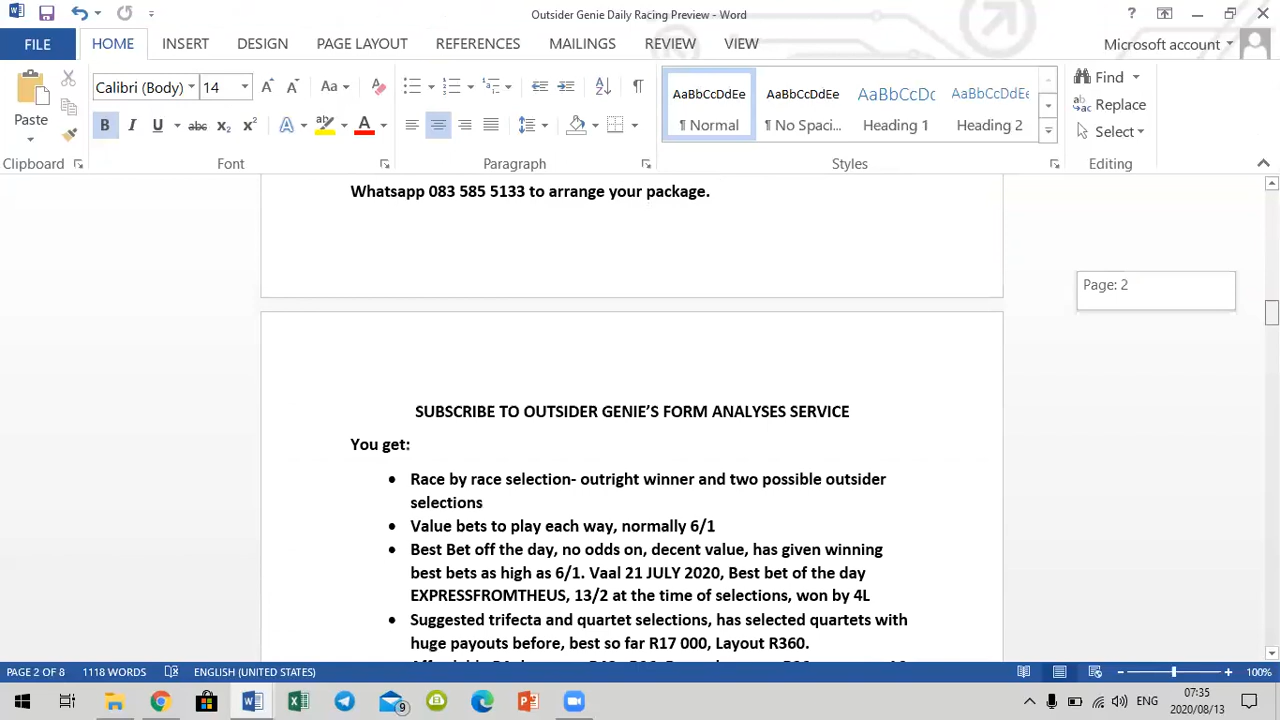 Outsider Genie Daily Racing Preview - Word
?
FILE HOME INSERT DESIGN PAGE LAYOUT REFERENCES MAILINGS REVIEW VIEW Microsoft account
Paste
Calibri (Body) 14 A A Aa
B I U abc x₂ x² A A
AaBbCcDdEe AaBbCcDdEe AaBbCcDc AaBbCcDdEe
¶ Normal ¶ No Spaci... Heading 1 Heading 2
Find
Replace
Select
Clipboard Font Paragraph Styles Editing
Whatsapp 083 585 5133 to arrange your package.
Page: 2
SUBSCRIBE TO OUTSIDER GENIE'S FORM ANALYSES SERVICE
You get:
• Race by race selection- outright winner and two possible outsider
selections
• Value bets to play each way, normally 6/1
• Best Bet off the day, no odds on, decent value, has given winning
best bets as high as 6/1. Vaal 21 JULY 2020, Best bet of the day
EXPRESSFROMTHEUS, 13/2 at the time of selections, won by 4L
• Suggested trifecta and quartet selections, has selected quartets with
huge payouts before, best so far R17 000, Layout R360.
PAGE 2 OF 8 1118 WORDS ENGLISH (UNITED STATES) 100%
9
ENG
07:35
2020/08/13